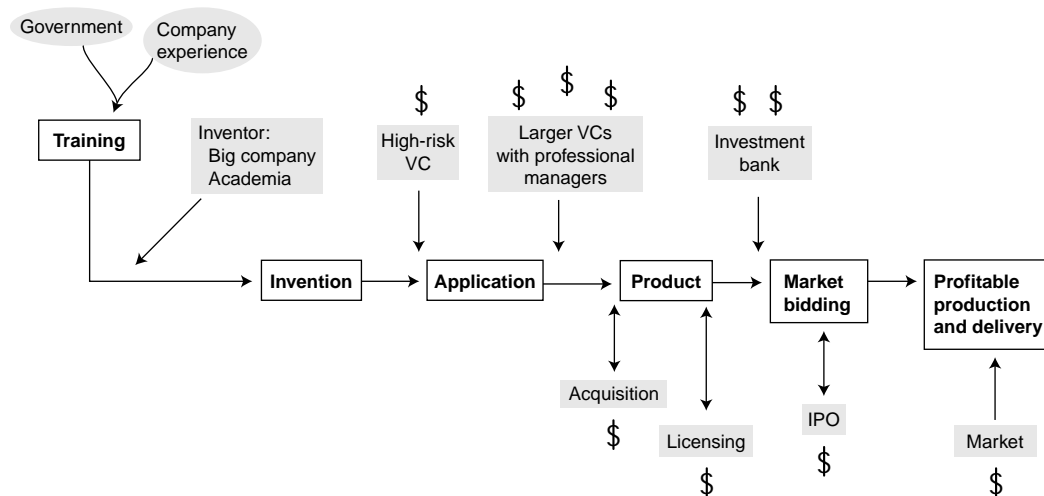 Government
Company
experience
Training
Inventor:
Big company
Academia
$
High-risk
VC
$ $ $
Larger VCs
with professional
managers
$ $
Investment
bank
Invention
Application
Product
Market
bidding
Profitable
production
and delivery
Acquisition
$
Licensing
$
IPO
$
Market
$